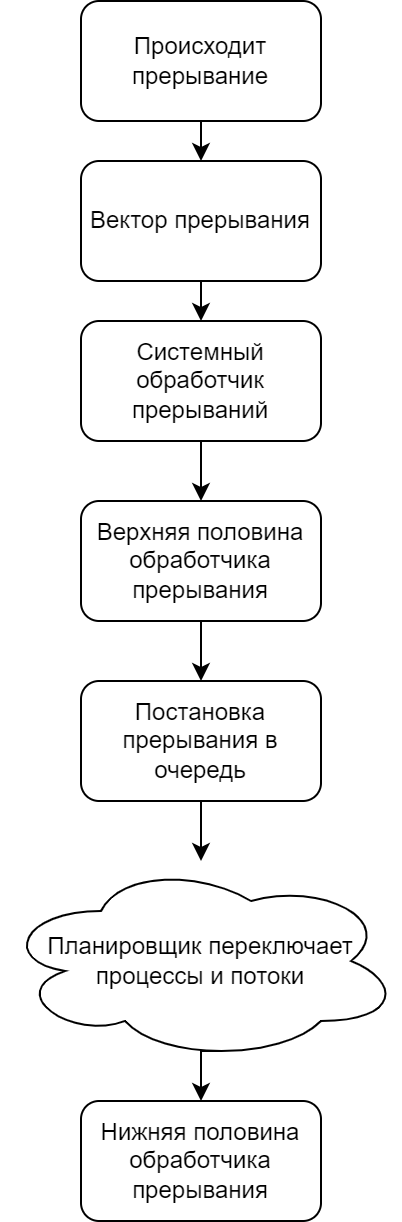 Происходит
прерывание
Вектор прерывания
Системный
обработчик
прерываний
Верхняя половина
обработчика
прерывания
Постановка
прерывания в
очередь
Планировщик переключает
процессы и потоки
Нижняя половина
обработчика
прерывания